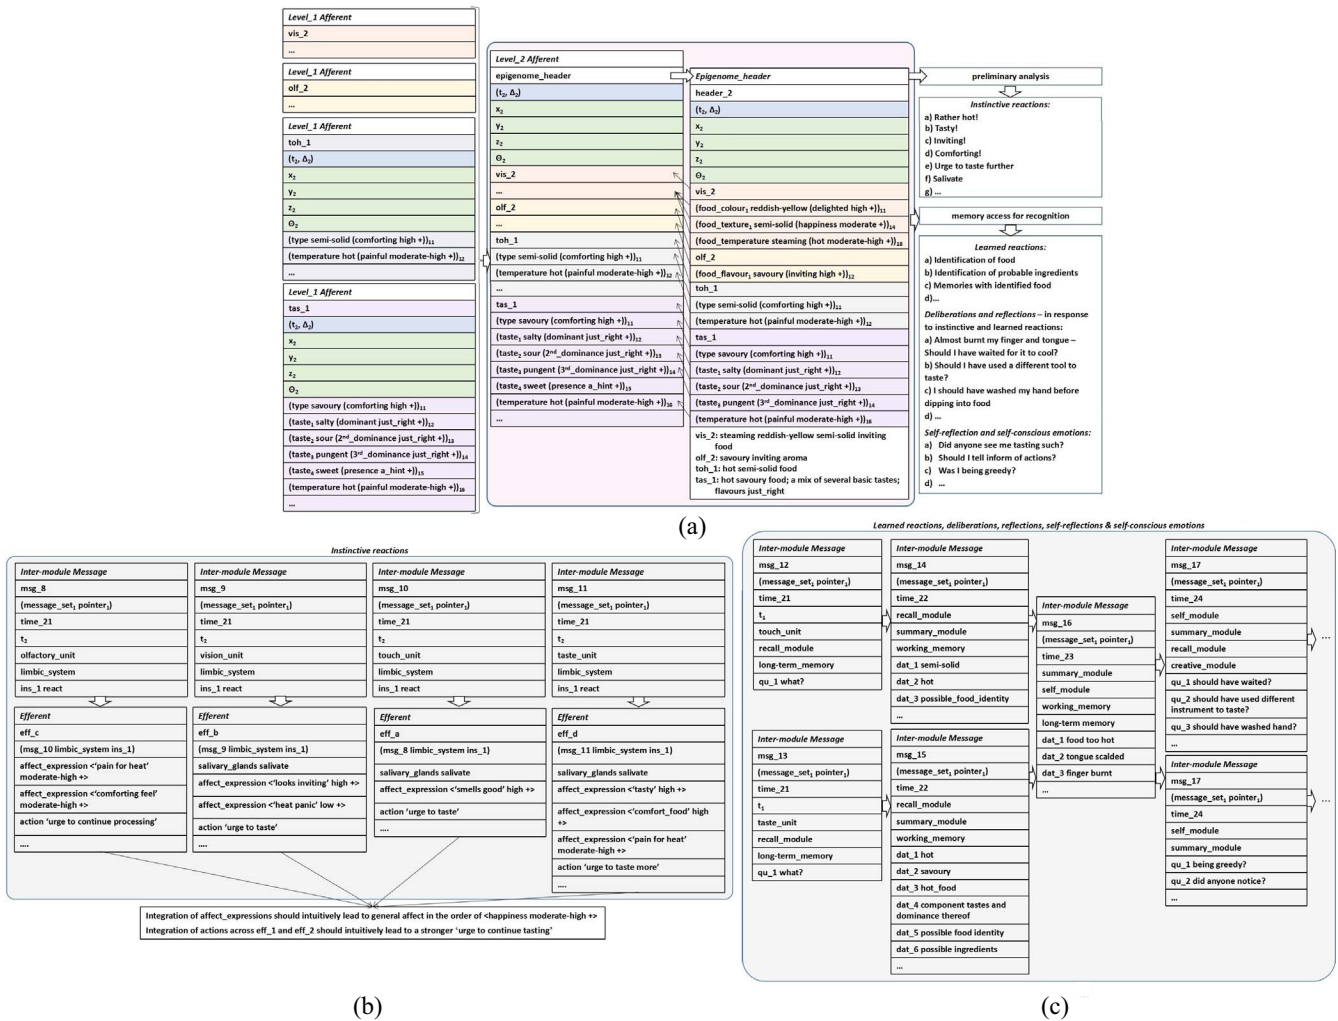 Level_1 Afferent
vis_2
...
Level_1 Afferent
olf_2
...
Level_1 Afferent
toh_1
(t₂, Δ₂)
x₂
y₂
z₂
Θ₂
(type semi-solid (comforting high +))₁₁
(temperature hot (painful moderate-high +))₁₂
...
Level_1 Afferent
tas_1
(t₂, Δ₂)
x₂
y₂
z₂
Θ₂
(type savoury (comforting high +))₁₁
(taste₁ salty (dominant just_right +))₁₂
(taste₂ sour (2nd_dominance just_right +))₁₃
(taste₃ pungent (3rd_dominance just_right +))₁₄
(taste₄ sweet (presence a_hint +))₁₅
(temperature hot (painful moderate-high +))₁₆
...
Level_2 Afferent
epigenome_header
(t₂, Δ₂)
x₂
y₂
z₂
Θ₂
vis_2
...
olf_2
...
toh_1
(type semi-solid (comforting high +))₁₁
(temperature hot (painful moderate-high +))₁₂
...
tas_1
(type savoury (comforting high +))₁₁
(taste₁ salty (dominant just_right +))₁₂
(taste₂ sour (2nd_dominance just_right +))₁₃
(taste₃ pungent (3rd_dominance just_right +))₁₄
(taste₄ sweet (presence a_hint +))₁₅
(temperature hot (painful moderate-high +))₁₆
...
Epigenome_header
header_2
(t₂, Δ₂)
x₂
y₂
z₂
Θ₂
vis_2
(food_colour₁ reddish-yellow (delighted high +))₁₁
(food_texture₁ semi-solid (happiness moderate +))₁₄
(food_temperature steaming (hot moderate-high +))₁₈
olf_2
(food_flavour₁ savoury (inviting high +))₁₂
toh_1
(type semi-solid (comforting high +))₁₁
(temperature hot (painful moderate-high +))₁₂
tas_1
(type savoury (comforting high +))₁₁
(taste₁ salty (dominant just_right +))₁₂
(taste₂ sour (2nd_dominance just_right +))₁₃
(taste₃ pungent (3rd_dominance just_right +))₁₄
(temperature hot (painful moderate-high +))₁₆
vis_2: steaming reddish-yellow semi-solid inviting
food
olf_2: savoury inviting aroma
toh_1: hot semi-solid food
tas_1: hot savoury food; a mix of several basic tastes;
flavours just_right
preliminary analysis
Instinctive reactions:
a) Rather hot!
b) Tasty!
c) Inviting!
d) Comforting!
e) Urge to taste further
f) Salivate
g) ...
memory access for recognition
Learned reactions:
a) Identification of food
b) Identification of probable ingredients
c) Memories with identified food
d)...
Deliberations and reflections – in response
to instinctive and learned reactions:
a) Almost burnt my finger and tongue –
Should I have waited for it to cool?
b) Should I have used a different tool to
taste?
c) I should have washed my hand before
dipping into food
d) ...
Self-reflection and self-conscious emotions:
a) Did anyone see me tasting such?
b) Should I tell inform of actions?
c) Was I being greedy?
d) ...
(a)
Instinctive reactions
Inter-module Message
msg_8
(message_set₁ pointer₁)
time_21
t₂
olfactory_unit
limbic_system
ins_1 react
Efferent
eff_c
(msg_10 limbic_system ins_1)
affect_expression <'pain for heat'
moderate-high +>
affect_expression <'comforting feel'
moderate-high +>
action 'urge to continue processing'
....
Inter-module Message
msg_9
(message_set₁ pointer₁)
time_21
t₂
vision_unit
limbic_system
ins_1 react
Efferent
eff_b
(msg_9 limbic_system ins_1)
salivary_glands salivate
affect_expression <'looks inviting' high +>
affect_expression <'heat panic' low +>
action 'urge to taste'
....
Inter-module Message
msg_10
(message_set₁ pointer₁)
time_21
t₂
touch_unit
limbic_system
ins_1 react
Efferent
eff_a
(msg_8 limbic_system ins_1)
salivary_glands salivate
affect_expression <'smells good' high +>
action 'urge to taste'
....
Inter-module Message
msg_11
(message_set₁ pointer₁)
time_21
t₂
taste_unit
limbic_system
ins_1 react
Efferent
eff_d
(msg_11 limbic_system ins_1)
salivary_glands salivate
affect_expression <'tasty' high +>
affect_expression <'comfort_food' high
+>
affect_expression <'pain for heat'
moderate-high +>
action 'urge to taste more'
....
Integration of affect_expressions should intuitively lead to general affect in the order of <happiness moderate-high +>
Integration of actions across eff_1 and eff_2 should intuitively lead to a stronger 'urge to continue tasting'
(b)
Learned reactions, deliberations, reflections, self-reflections & self-conscious emotions
Inter-module Message
msg_12
(message_set₁ pointer₁)
time_21
t₁
touch_unit
recall_module
long-term_memory
qu_1 what?
Inter-module Message
msg_13
(message_set₁ pointer₁)
time_21
t₁
taste_unit
recall_module
long-term_memory
qu_1 what?
Inter-module Message
msg_14
(message_set₁ pointer₁)
time_22
recall_module
summary_module
working_memory
dat_1 semi-solid
dat_2 hot
dat_3 possible_food_identity
...
Inter-module Message
msg_15
(message_set₁ pointer₁)
time_22
recall_module
summary_module
working_memory
dat_1 hot
dat_2 savoury
dat_3 hot_food
dat_4 component tastes and
dominance thereof
dat_5 possible food identity
dat_6 possible ingredients
...
Inter-module Message
msg_16
(message_set₁ pointer₁)
time_23
summary_module
self_module
working_memory
long-term memory
dat_1 food too hot
dat_2 tongue scalded
dat_3 finger burnt
...
Inter-module Message
msg_17
(message_set₁ pointer₁)
time_24
self_module
summary_module
recall_module
creative_module
qu_1 should have waited?
qu_2 should have used different
instrument to taste?
qu_3 should have washed hand?
...
Inter-module Message
msg_17
(message_set₁ pointer₁)
time_24
self_module
summary_module
qu_1 being greedy?
qu_2 did anyone notice?
...
...
...
(c)